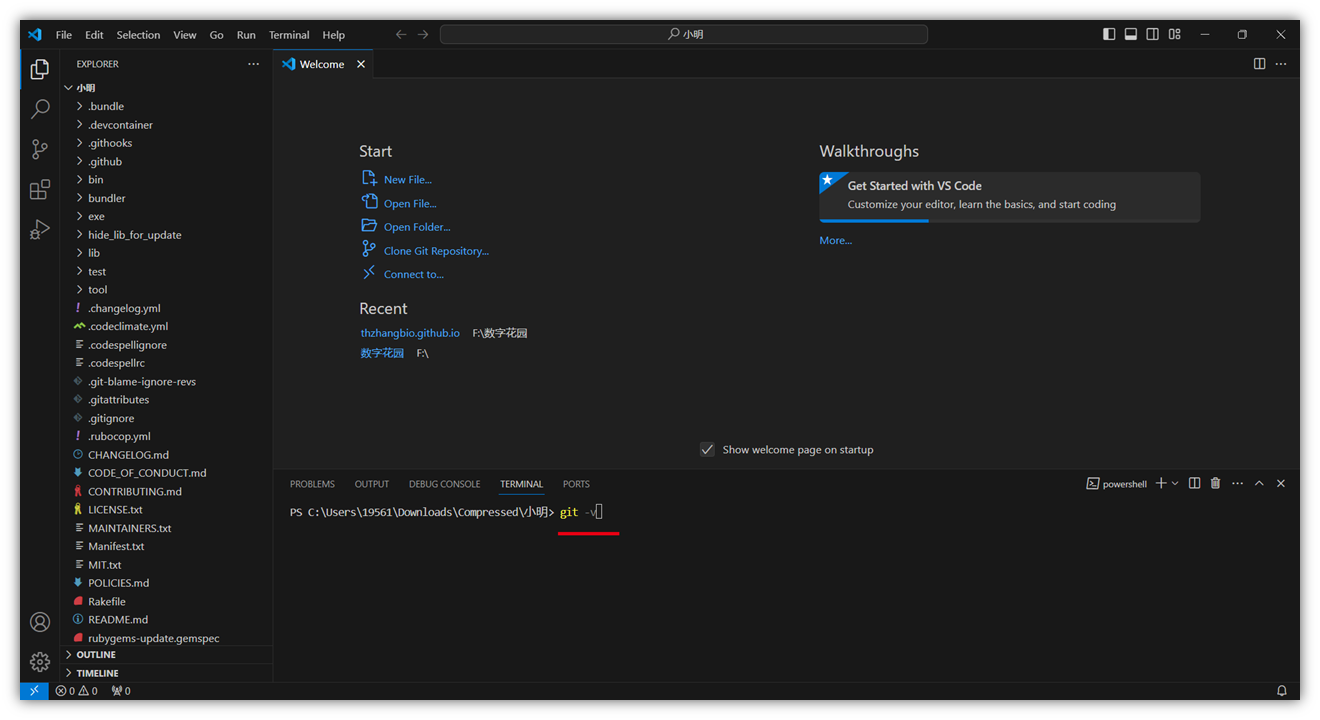 File Edit Selection View Go Run Terminal Help
小明
EXPLORER
小明
.bundle
.devcontainer
.githooks
.github
bin
bundler
exe
hide_lib_for_update
lib
test
tool
.changelog.yml
.codeclimate.yml
.codespellignore
.codespellrc
.git-blame-ignore-revs
.gitattributes
.gitignore
.rubocop.yml
CHANGELOG.md
CODE_OF_CONDUCT.md
CONTRIBUTING.md
LICENSE.txt
MAINTAINERS.txt
Manifest.txt
MIT.txt
POLICIES.md
Rakefile
README.md
rubygems-update.gemspec
OUTLINE
TIMELINE
Welcome
Start
New File...
Open File...
Open Folder...
Clone Git Repository...
Connect to...
Recent
thzhangbio.github.io F:\数字花园
数字花园 F:\
Walkthroughs
Get Started with VS Code
Customize your editor, learn the basics, and start coding
More...
Show welcome page on startup
PROBLEMS OUTPUT DEBUG CONSOLE TERMINAL PORTS
powershell
PS C:\Users\19561\Downloads\Compressed\小明> git -v
0 0 0